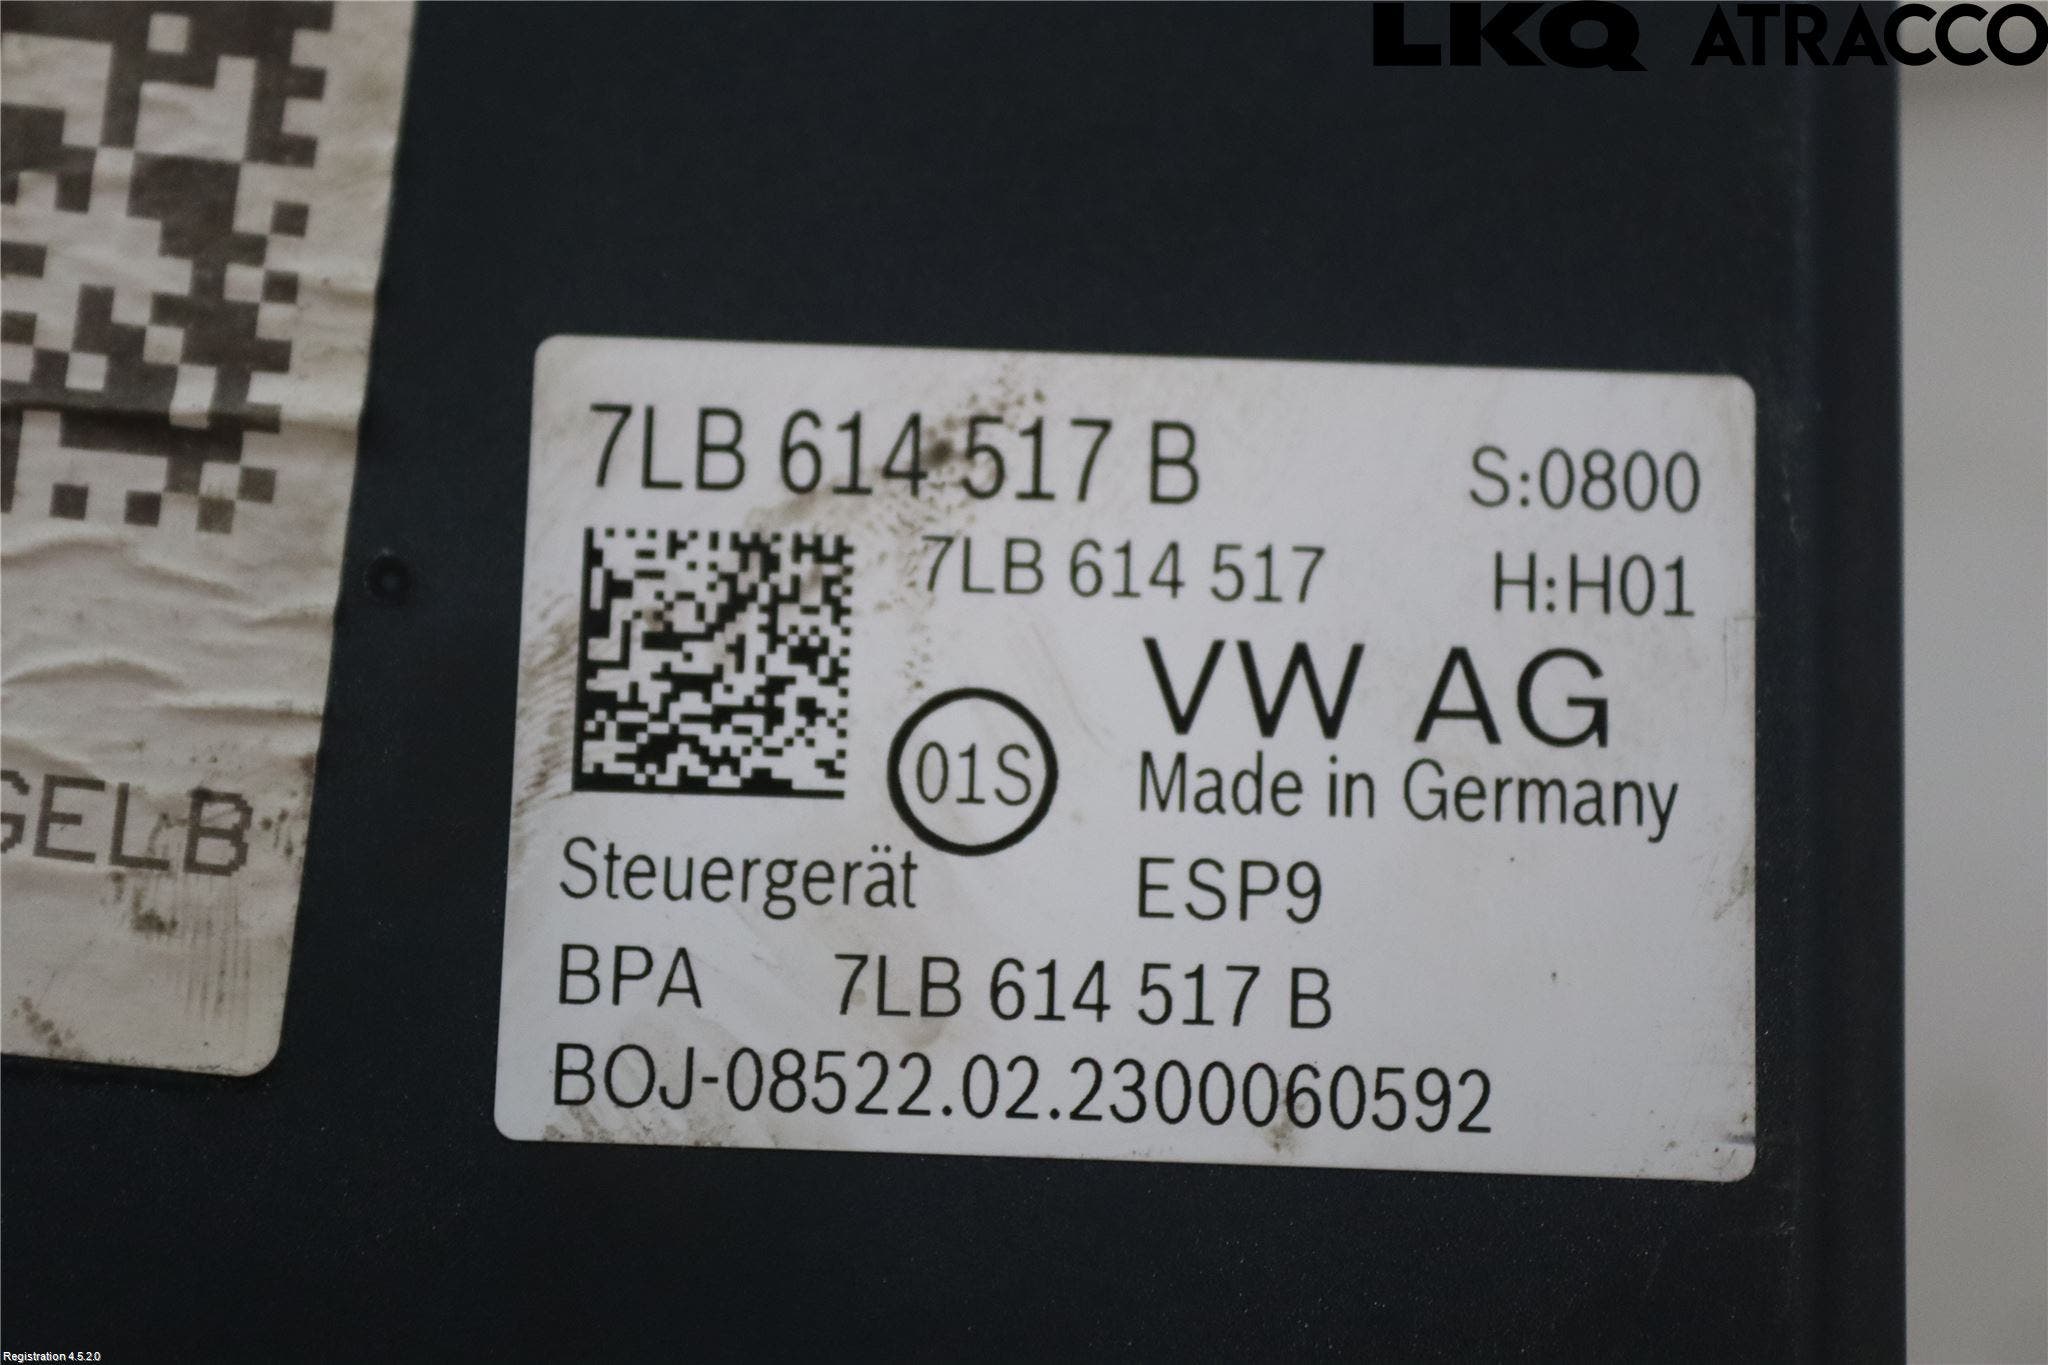 LKQ ATRACCO
7LB 614 517 B
S:0800
7LB 614 517
H:H01
VW AG
01S
Made in Germany
GELB
Steuergerät ESP9
BPA 7LB 614 517 B
BOJ-08522.02.2300060592
Registration 4.5.2.0